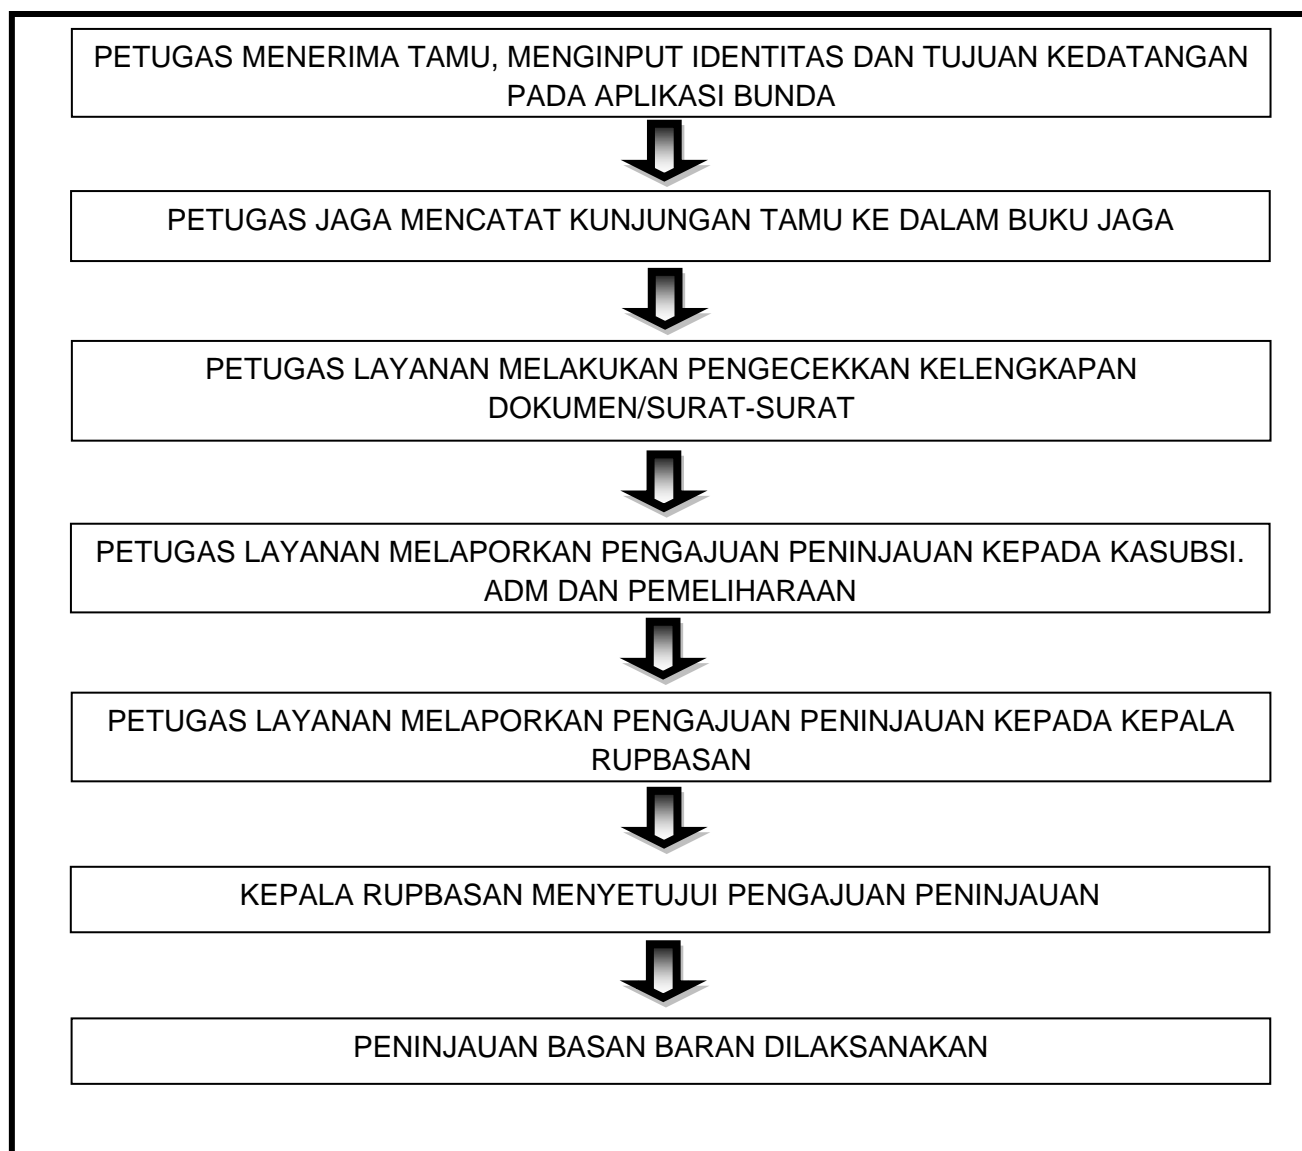 PETUGAS MENERIMA TAMU, MENGINPUT IDENTITAS DAN TUJUAN KEDATANGAN
PADA APLIKASI BUNDA
PETUGAS JAGA MENCATAT KUNJUNGAN TAMU KE DALAM BUKU JAGA
PETUGAS LAYANAN MELAKUKAN PENGECEKKAN KELENGKAPAN
DOKUMEN/SURAT-SURAT
PETUGAS LAYANAN MELAPORKAN PENGAJUAN PENINJAUAN KEPADA KASUBSI.
ADM DAN PEMELIHARAAN
PETUGAS LAYANAN MELAPORKAN PENGAJUAN PENINJAUAN KEPADA KEPALA
RUPBASAN
KEPALA RUPBASAN MENYETUJUI PENGAJUAN PENINJAUAN
PENINJAUAN BASAN BARAN DILAKSANAKAN